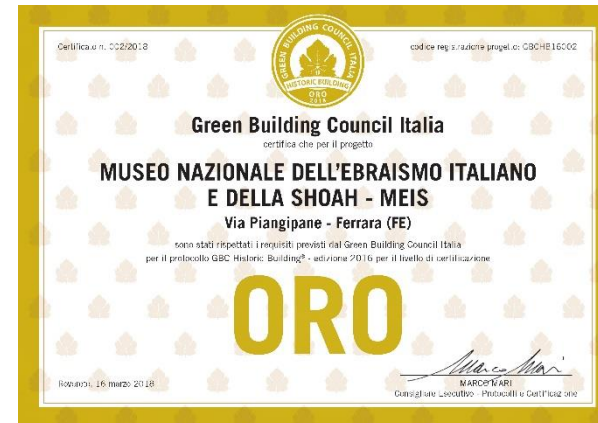 Certificato n. 002/2018
codice registrazione progetto: GBCHB16002
GREEN BUILDING COUNCIL ITALIA
HISTORIC BUILDING
ORO
2016
Green Building Council Italia
certifica che per il progetto
MUSEO NAZIONALE DELL'EBRAISMO ITALIANO
E DELLA SHOAH - MEIS
Via Piangipane - Ferrara (FE)
sono stati rispettati i requisiti previsti dal Green Building Council Italia
per il protocollo GBC Historic Building® - edizione 2016 per il livello di certificazione
ORO
Rovereto, 16 marzo 2018
Marco Mari
MARCO MARI
Consigliere Esecutivo - Protocolli e Certificazione